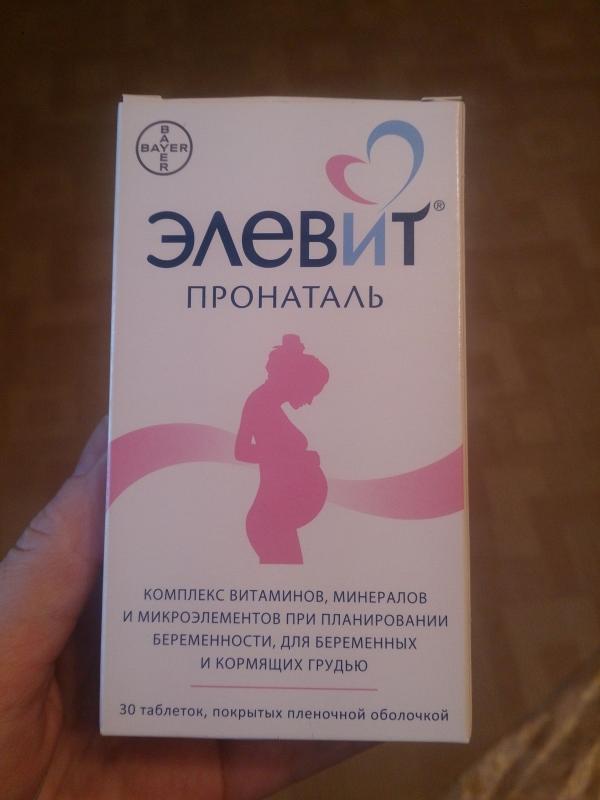 BAYER
BAYER
ЭЛЕВИТ®
ПРОНАТАЛЬ
КОМПЛЕКС ВИТАМИНОВ, МИНЕРАЛОВ
И МИКРОЭЛЕМЕНТОВ ПРИ ПЛАНИРОВАНИИ
БЕРЕМЕННОСТИ, ДЛЯ БЕРЕМЕННЫХ
И КОРМЯЩИХ ГРУДЬЮ
30 таблеток, покрытых пленочной оболочкой